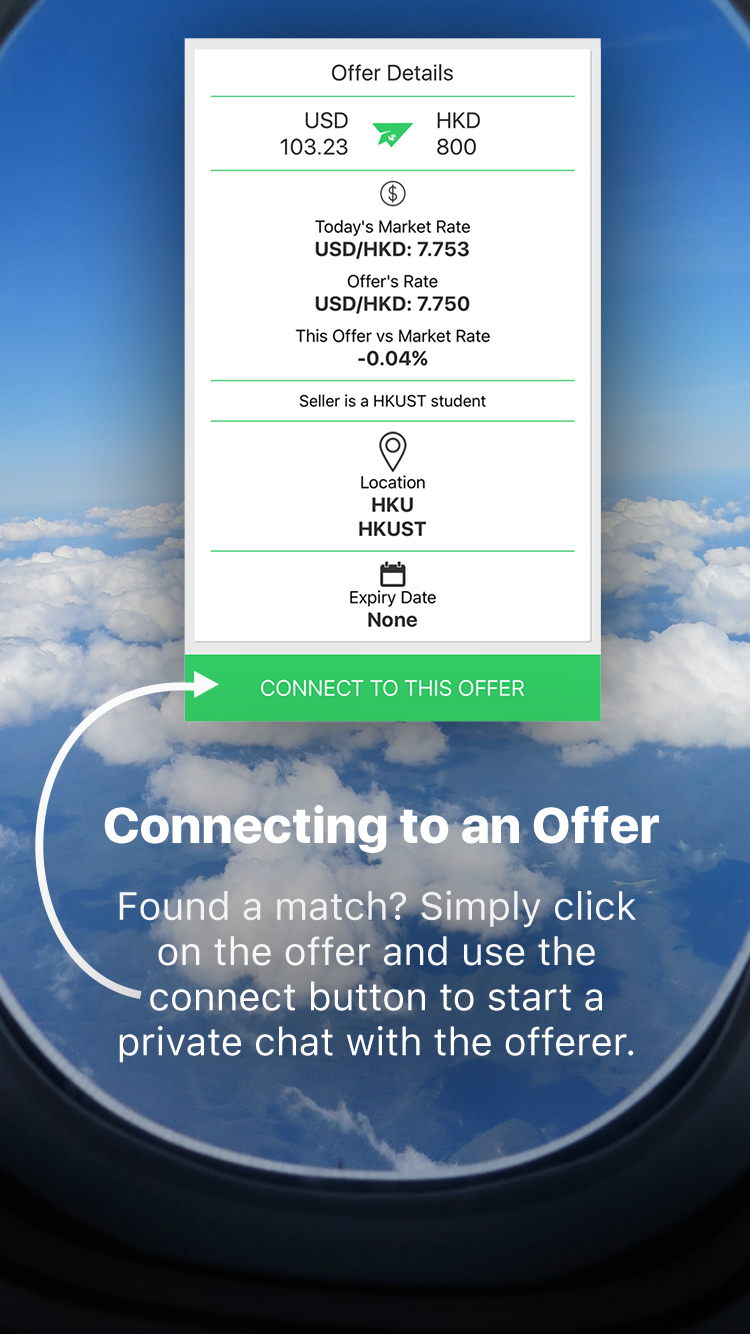 Offer Details
USD HKD
103.23 800
Today's Market Rate
USD/HKD: 7.753
Offer's Rate
USD/HKD: 7.750
This Offer vs Market Rate
-0.04%
Seller is a HKUST student
Location
HKU
HKUST
Expiry Date
None
CONNECT TO THIS OFFER
Connecting to an Offer
Found a match? Simply click
on the offer and use the
connect button to start a
private chat with the offerer.